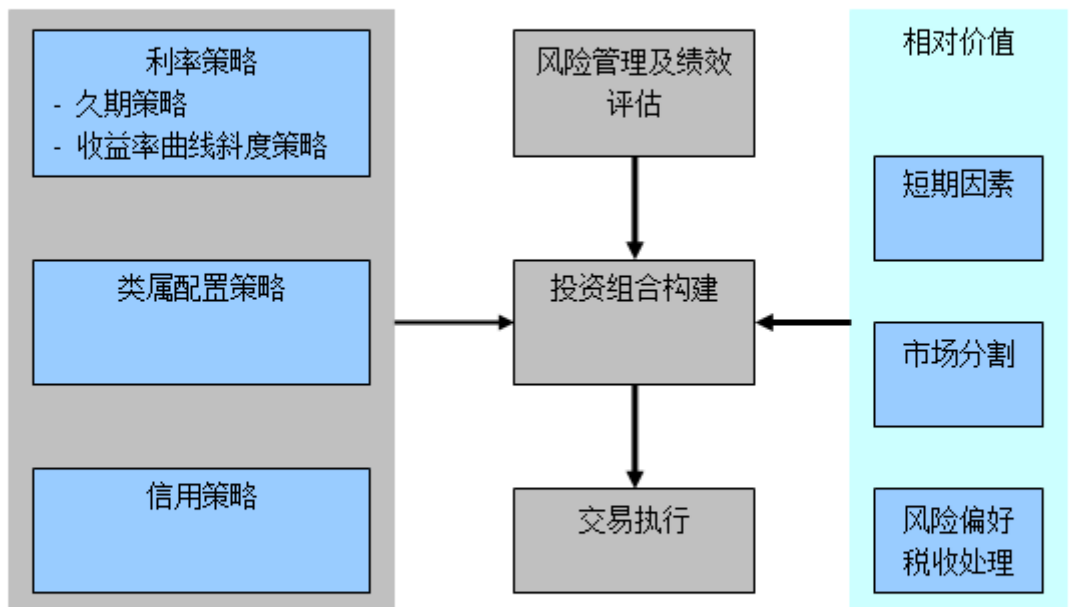 利率策略
- 久期策略
- 收益率曲线斜度策略
类属配置策略
信用策略
风险管理及绩效
评估
投资组合构建
交易执行
相对价值
短期因素
市场分割
风险偏好
税收处理